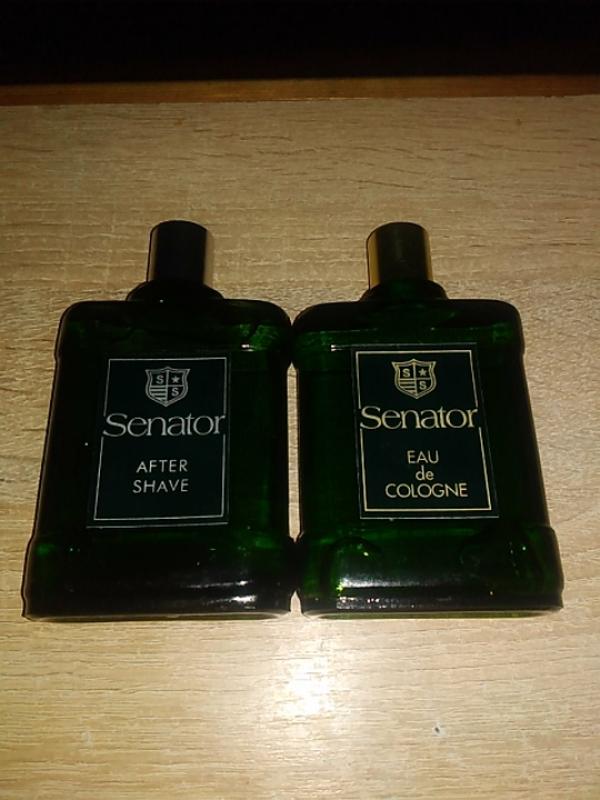 S
S
Senator
AFTER
SHAVE
S
S
Senator
EAU
de
COLOGNE